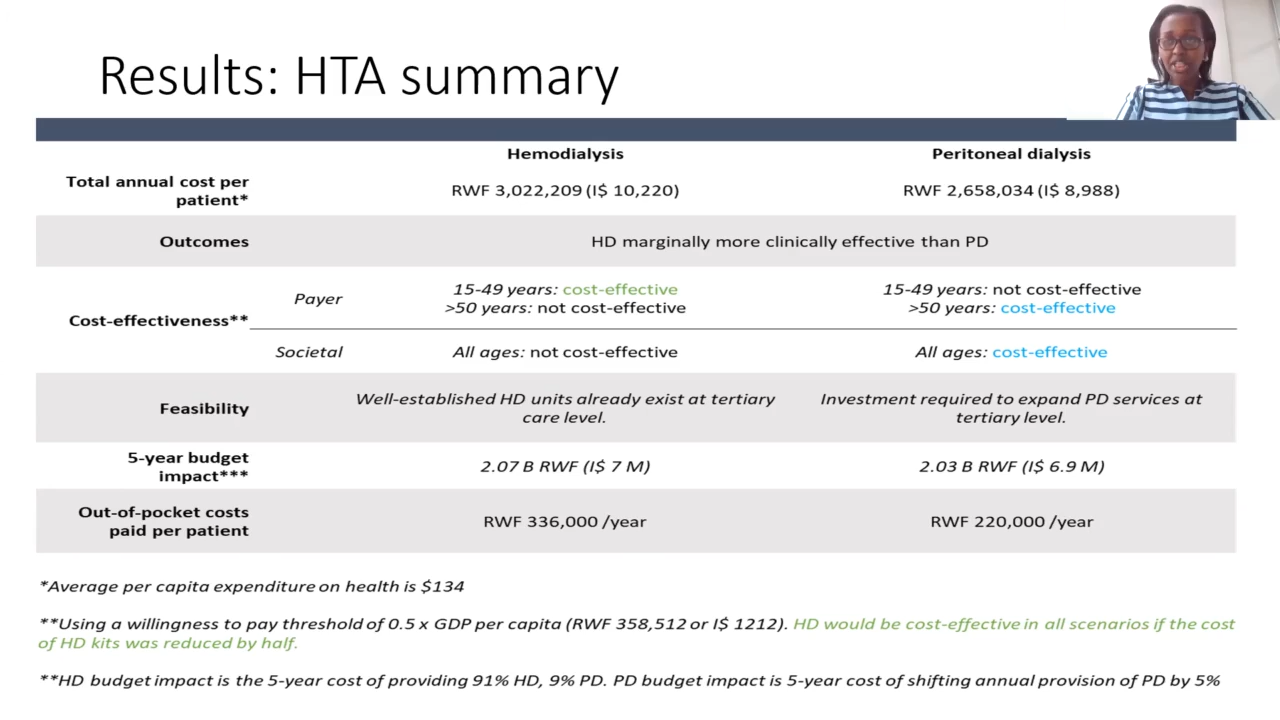 Results: HTA summary
Hemodialysis
Peritoneal dialysis
Total annual cost per
patient*
RWF 3,022,209 (I$ 10,220)
RWF 2,658,034 (I$ 8,988)
Outcomes
HD marginally more clinically effective than PD
Cost-effectiveness**
Payer
15-49 years: cost-effective
>50 years: not cost-effective
15-49 years: not cost-effective
>50 years: cost-effective
Societal
All ages: not cost-effective
All ages: cost-effective
Feasibility
Well-established HD units already exist at tertiary
care level.
Investment required to expand PD services at
tertiary level.
5-year budget
impact***
2.07 B RWF (I$ 7 M)
2.03 B RWF (I$ 6.9 M)
Out-of-pocket costs
paid per patient
RWF 336,000 /year
RWF 220,000 /year
*Average per capita expenditure on health is $134
**Using a willingness to pay threshold of 0.5 x GDP per capita (RWF 358,512 or I$ 1212). HD would be cost-effective in all scenarios if the cost
of HD kits was reduced by half.
**HD budget impact is the 5-year cost of providing 91% HD, 9% PD. PD budget impact is 5-year cost of shifting annual provision of PD by 5%